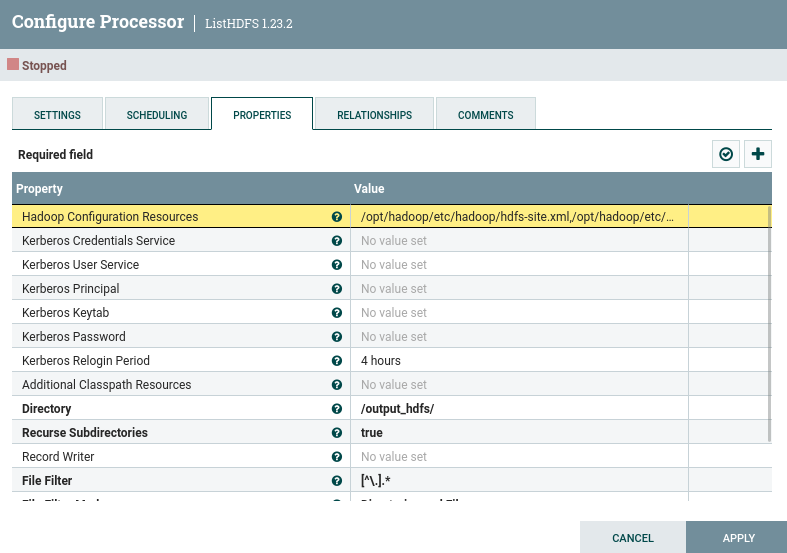 Configure Processor | ListHDFS 1.23.2
Stopped
SETTINGS SCHEDULING PROPERTIES RELATIONSHIPS COMMENTS
Required field
Property Value
Hadoop Configuration Resources /opt/hadoop/etc/hadoop/hdfs-site.xml,/opt/hadoop/etc/...
Kerberos Credentials Service No value set
Kerberos User Service No value set
Kerberos Principal No value set
Kerberos Keytab No value set
Kerberos Password No value set
Kerberos Relogin Period 4 hours
Additional Classpath Resources No value set
Directory /output_hdfs/
Recurse Subdirectories true
Record Writer No value set
File Filter [^\.].*
CANCEL APPLY